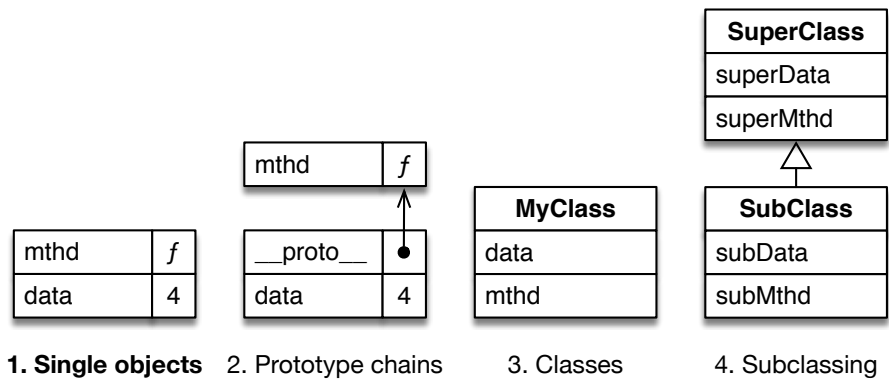 SuperClass
superData
superMthd
mthd f
MyClass
SubClass
mthd f
__proto__
data
subData
data 4
data 4
mthd
subMthd
1. Single objects
2. Prototype chains
3. Classes
4. Subclassing